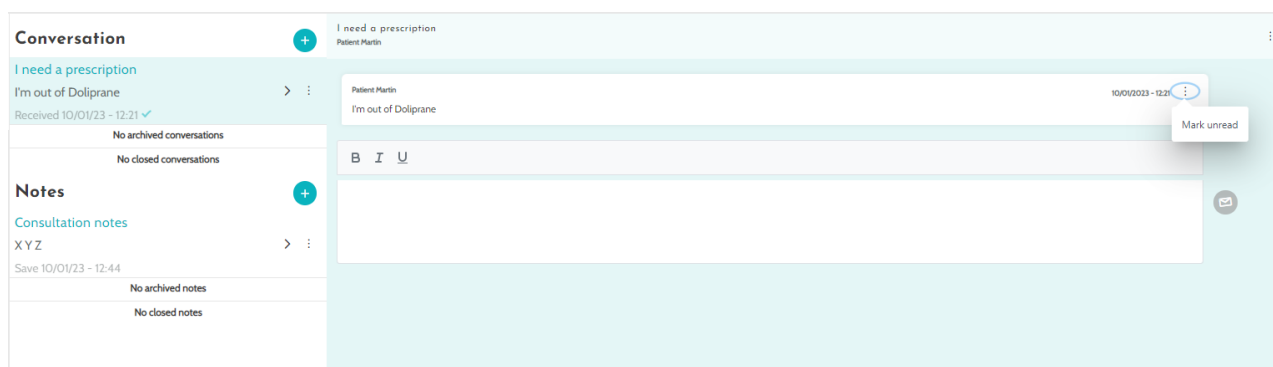 Conversation
I need a prescription
I'm out of Doliprane
Received 10/01/23 - 12:21
No archived conversations
No closed conversations
Notes
Consultation notes
X Y Z
Save 10/01/23 - 12:44
No archived notes
No closed notes
I need a prescription
Patient Martin
Patient Martin
10/01/2023 - 12:21
I'm out of Doliprane
Mark unread
B I U